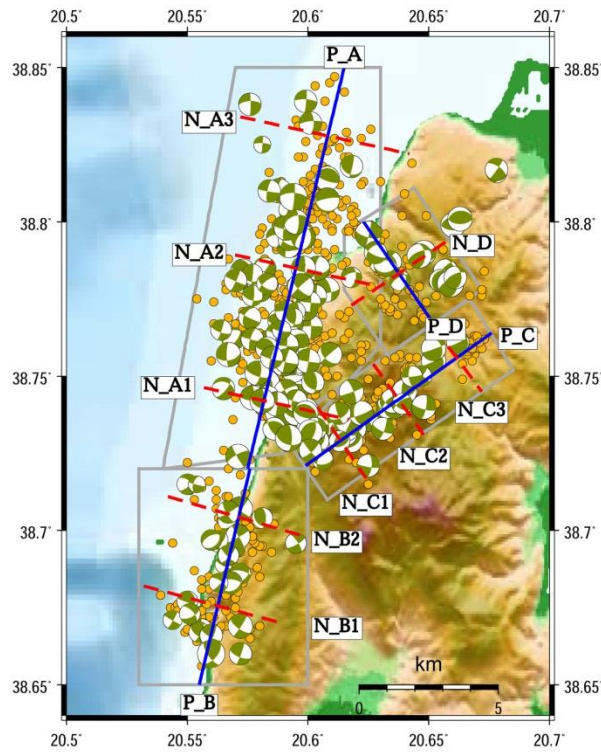 20.5° 20.55° 20.6° 20.65° 20.7°
38.85° 38.85°
P_A
N_A3
38.8° 38.8°
N_D
N_A2
P_D
P_C
38.75° 38.75°
N_A1
N_C3
N_C2
N_C1
38.7° 38.7°
N_B2
N_B1
km
38.65° 38.65°
0 5
P_B
20.5° 20.55° 20.6° 20.65° 20.7°